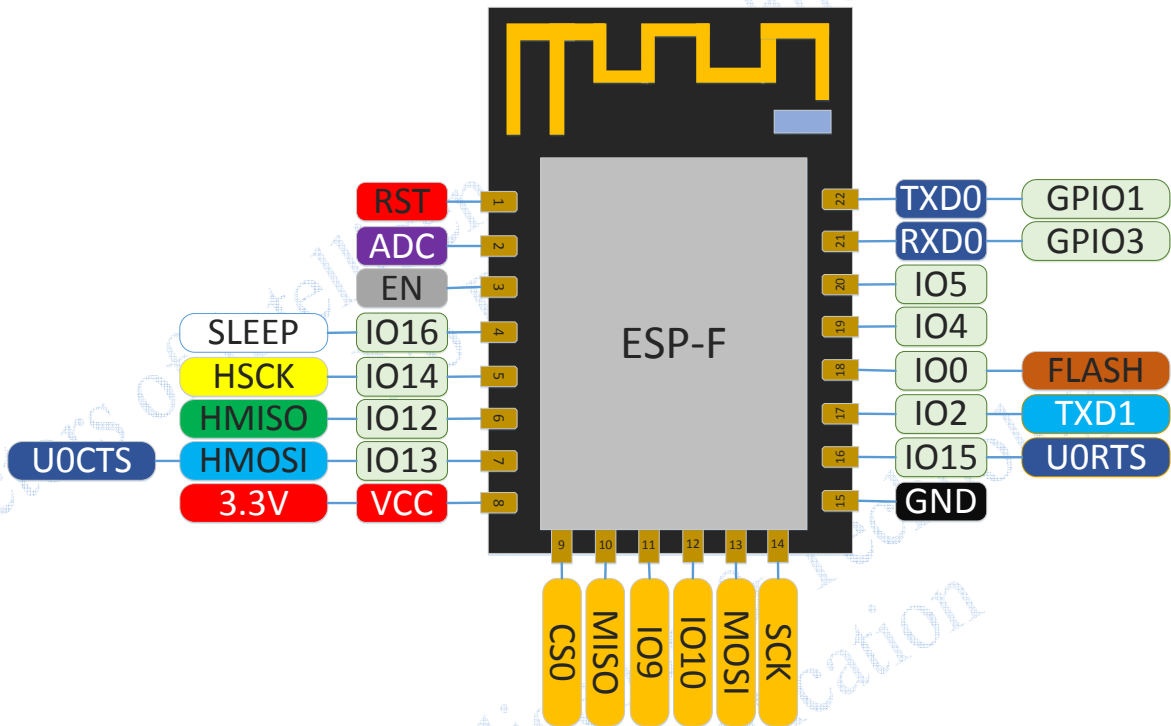 RST 1
ADC 2
EN 3
SLEEP IO16 4
HSCK IO14 5
HMISO IO12 6
U0CTS HMOSI IO13 7
3.3V VCC 8
ESP-F
22 TXD0 GPIO1
21 RXD0 GPIO3
20 IO5
19 IO4
18 IO0 FLASH
17 IO2 TXD1
16 IO15 U0RTS
15 GND
9 10 11 12 13 14
CS0 MISO IO9 IO10 MOSI SCK